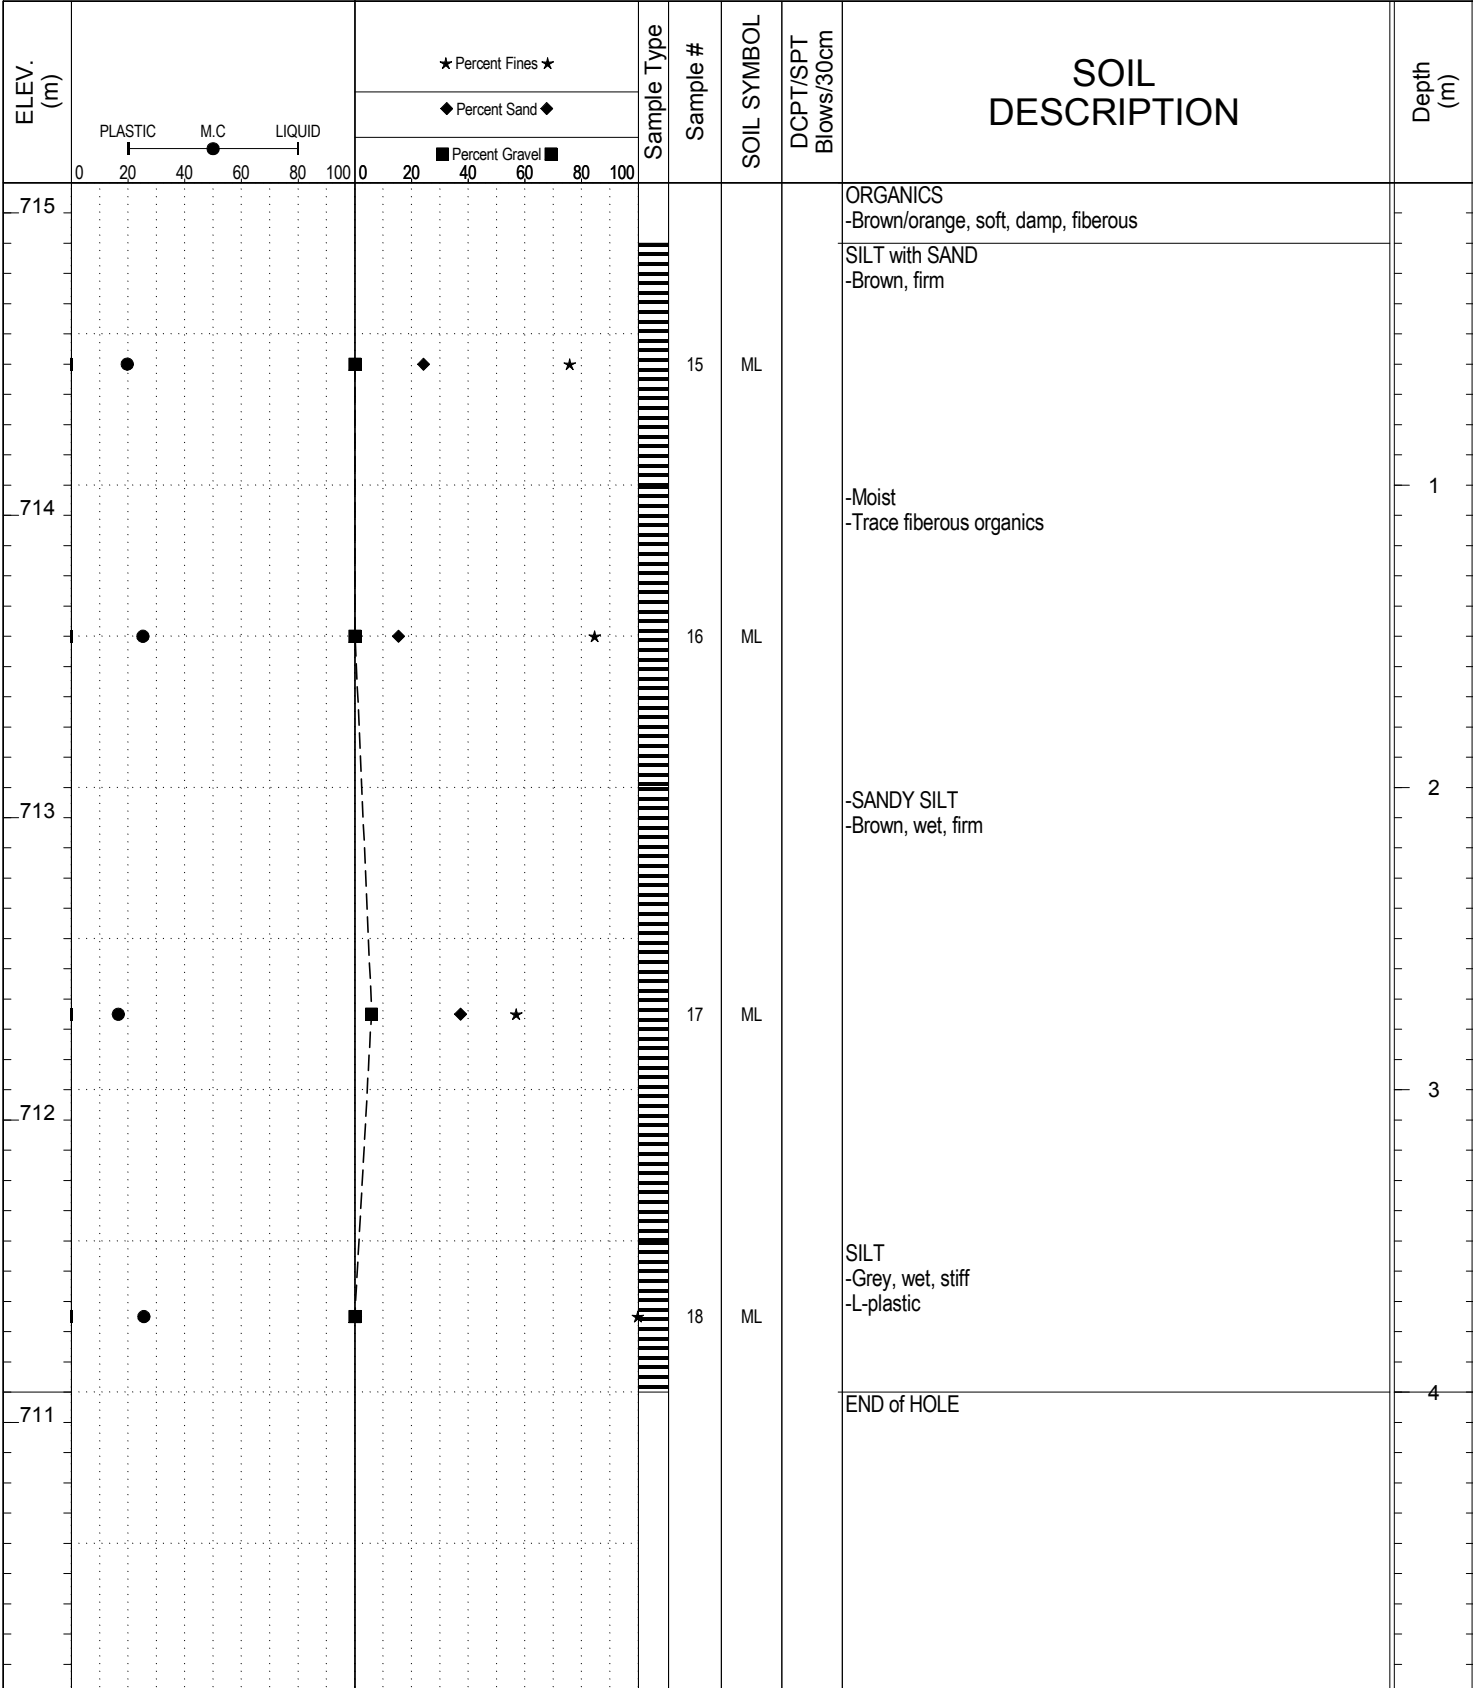 ELEV.
(m)
PLASTIC M.C LIQUID
0 20 40 60 80 100
★ Percent Fines ★
◆ Percent Sand ◆
■ Percent Gravel ■
0 20 40 60 80 100
Sample Type
Sample #
SOIL SYMBOL
DCPT/SPT
Blows/30cm
SOIL
DESCRIPTION
Depth
(m)
715
ORGANICS
-Brown/orange, soft, damp, fiberous
SILT with SAND
-Brown, firm
15 ML
1
714
-Moist
-Trace fiberous organics
16 ML
2
713
-SANDY SILT
-Brown, wet, firm
17 ML
3
712
SILT
-Grey, wet, stiff
-L-plastic
18 ML
4
711
END of HOLE